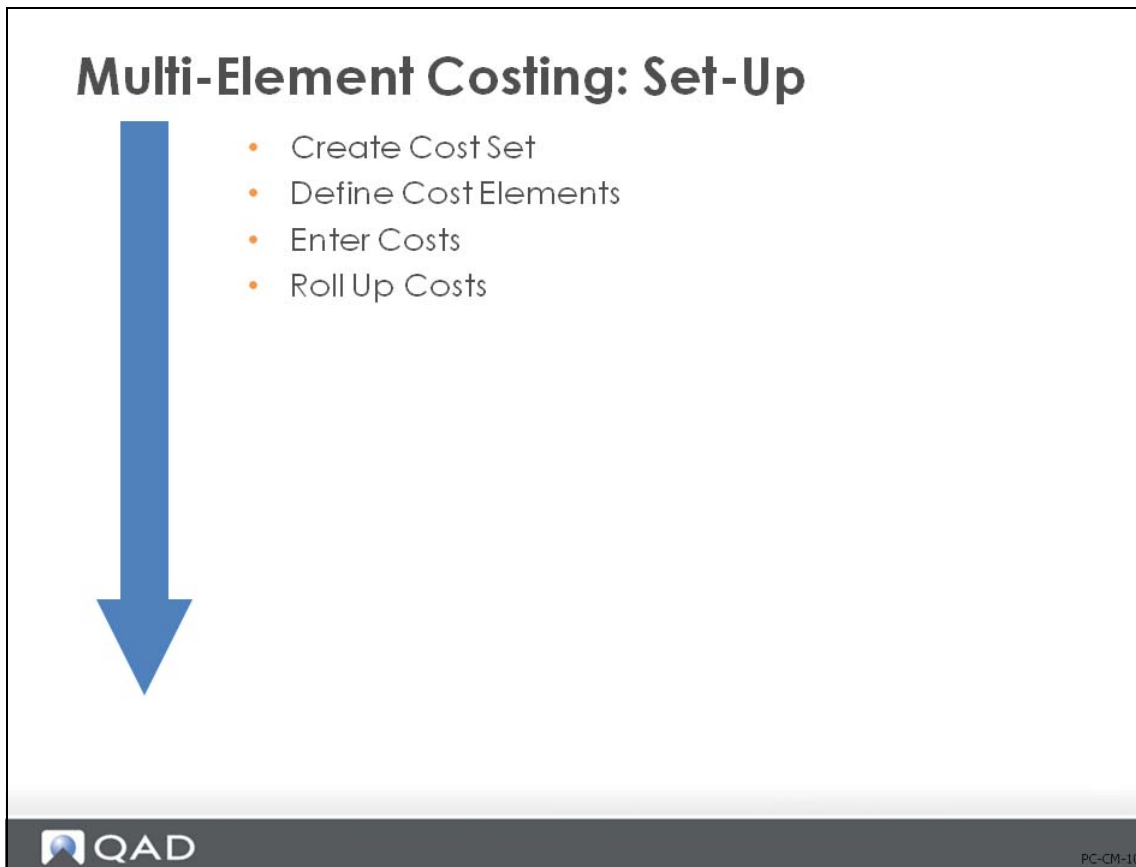 Multi-Element Costing: Set-Up
• Create Cost Set
• Define Cost Elements
• Enter Costs
• Roll Up Costs
QAD